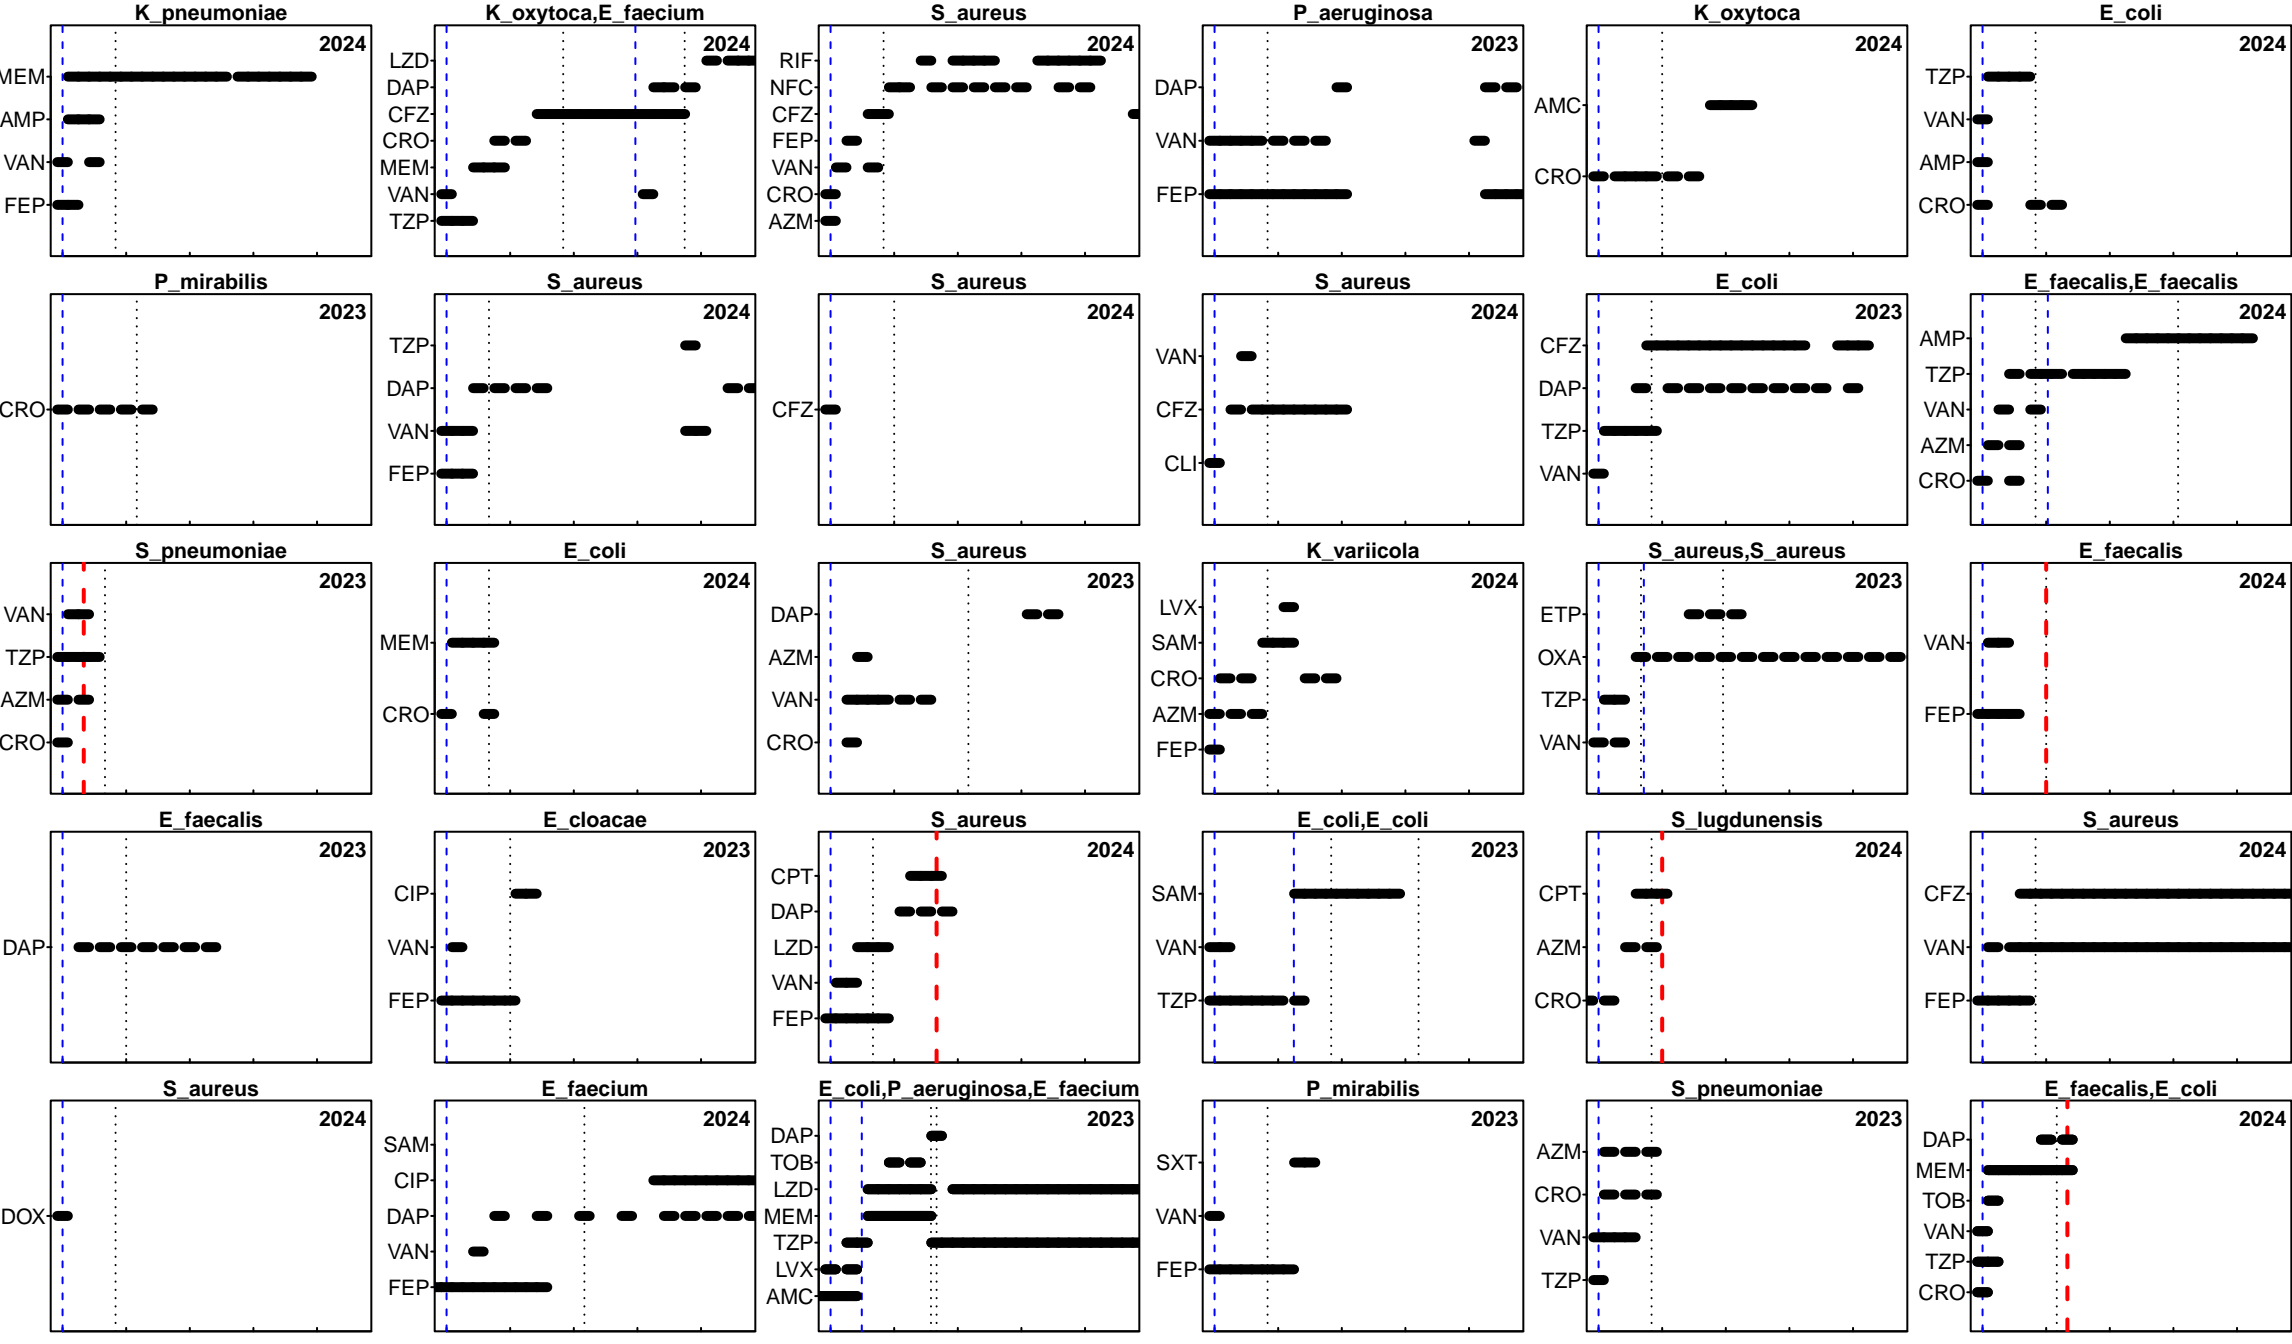 K_pneumoniae
2024
MEM
AMP
VAN
FEP
K_oxytoca,E_faecium
2024
LZD
DAP
CFZ
CRO
MEM
VAN
TZP
S_aureus
2024
RIF
NFC
CFZ
FEP
VAN
CRO
AZM
P_aeruginosa
2023
DAP
VAN
FEP
K_oxytoca
2024
AMC
CRO
E_coli
2024
TZP
VAN
AMP
CRO
P_mirabilis
2023
CRO
S_aureus
2024
TZP
DAP
VAN
FEP
S_aureus
2024
CFZ
S_aureus
2024
VAN
CFZ
CLI
E_coli
2023
CFZ
DAP
TZP
VAN
E_faecalis,E_faecalis
2024
AMP
TZP
VAN
AZM
CRO
S_pneumoniae
2023
VAN
TZP
AZM
CRO
E_coli
2024
MEM
CRO
S_aureus
2023
DAP
AZM
VAN
CRO
K_variicola
2024
LVX
SAM
CRO
AZM
FEP
S_aureus,S_aureus
2023
ETP
OXA
TZP
VAN
E_faecalis
2024
VAN
FEP
E_faecalis
2023
DAP
E_cloacae
2023
CIP
VAN
FEP
S_aureus
2024
CPT
DAP
LZD
VAN
FEP
E_coli,E_coli
2023
SAM
VAN
TZP
S_lugdunensis
2024
CPT
AZM
CRO
S_aureus
2024
CFZ
VAN
FEP
S_aureus
2024
DOX
E_faecium
2024
SAM
CIP
DAP
VAN
FEP
E_coli,P_aeruginosa,E_faecium
2023
DAP
TOB
LZD
MEM
TZP
LVX
AMC
P_mirabilis
2023
SXT
VAN
FEP
S_pneumoniae
2023
AZM
CRO
VAN
TZP
E_faecalis,E_coli
2024
DAP
MEM
TOB
VAN
TZP
CRO